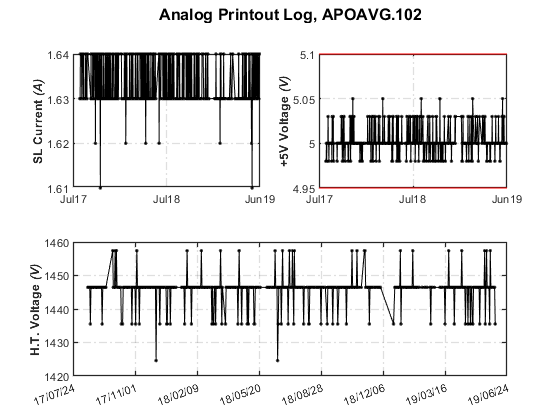 Analog Printout Log, APOAVG.102
SL Current (A)
1.64
1.63
1.62
1.61
Jul17 Jul18 Jun19
+5V Voltage (V)
5.1
5.05
5
4.95
Jul17 Jul18 Jun19
H.T. Voltage (V)
1460
1450
1440
1430
1420
17/07/24 17/11/01 18/02/09 18/05/20 18/08/28 18/12/06 19/03/16 19/06/24